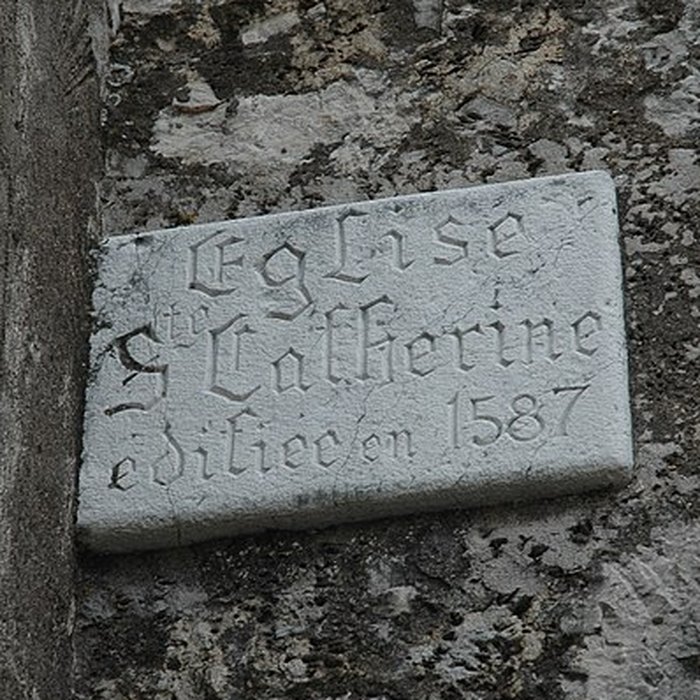 Eglise
Ste Catherine
edifiee en 1587